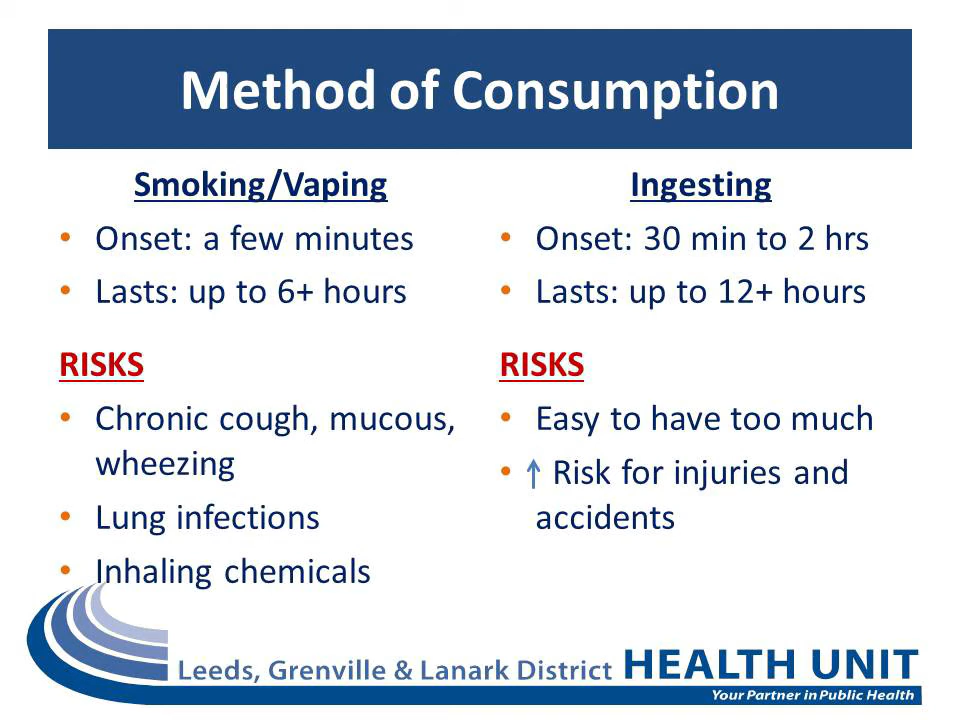 Method of Consumption
Smoking/Vaping
• Onset: a few minutes
• Lasts: up to 6+ hours
RISKS
• Chronic cough, mucous,
wheezing
• Lung infections
• Inhaling chemicals
Ingesting
• Onset: 30 min to 2 hrs
• Lasts: up to 12+ hours
RISKS
• Easy to have too much
• ↑ Risk for injuries and
accidents
Leeds, Grenville & Lanark District HEALTH UNIT
Your Partner in Public Health